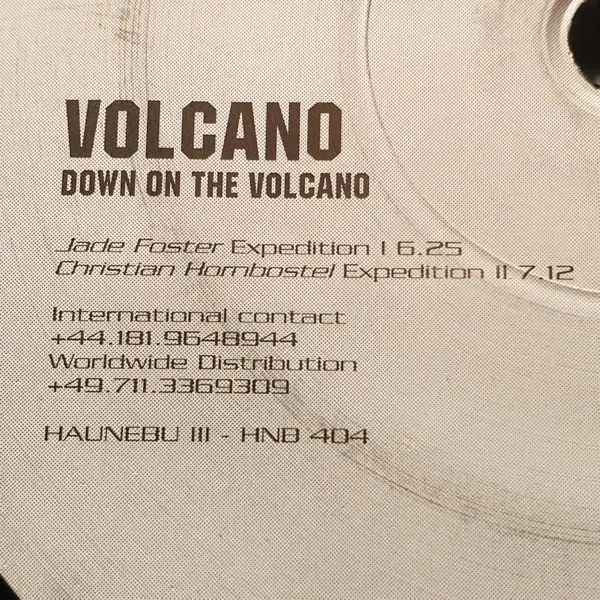 VOLCANO
DOWN ON THE VOLCANO
Jade Foster Expedition I 6.25
Christian Hornbostel Expedition II 7.12
International contact
+44.181.9648944
Worldwide Distribution
+49.711.3369309
HAUNEBU III - HNB 404